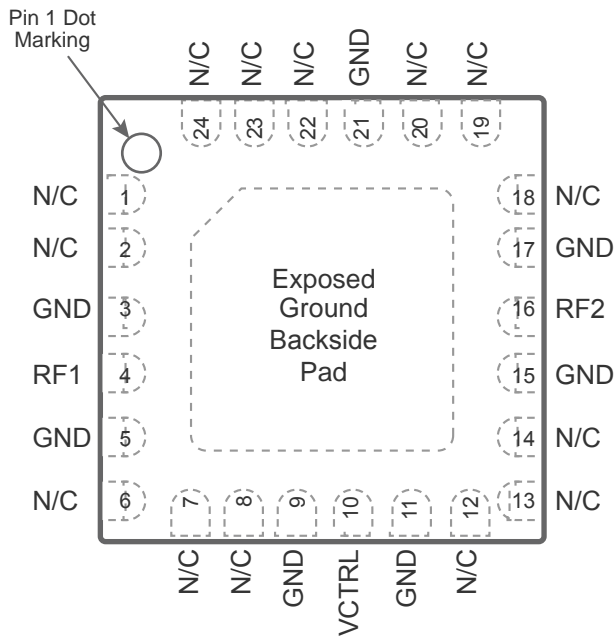 Pin 1 Dot
Marking
N/C
N/C
N/C
GND
N/C
N/C
24
23
22
21
20
19
N/C 1
N/C 2
GND 3
RF1 4
GND 5
N/C 6
Exposed
Ground
Backside
Pad
18 N/C
17 GND
16 RF2
15 GND
14 N/C
13 N/C
7
8
9
10
11
12
N/C
N/C
GND
VCTRL
GND
N/C